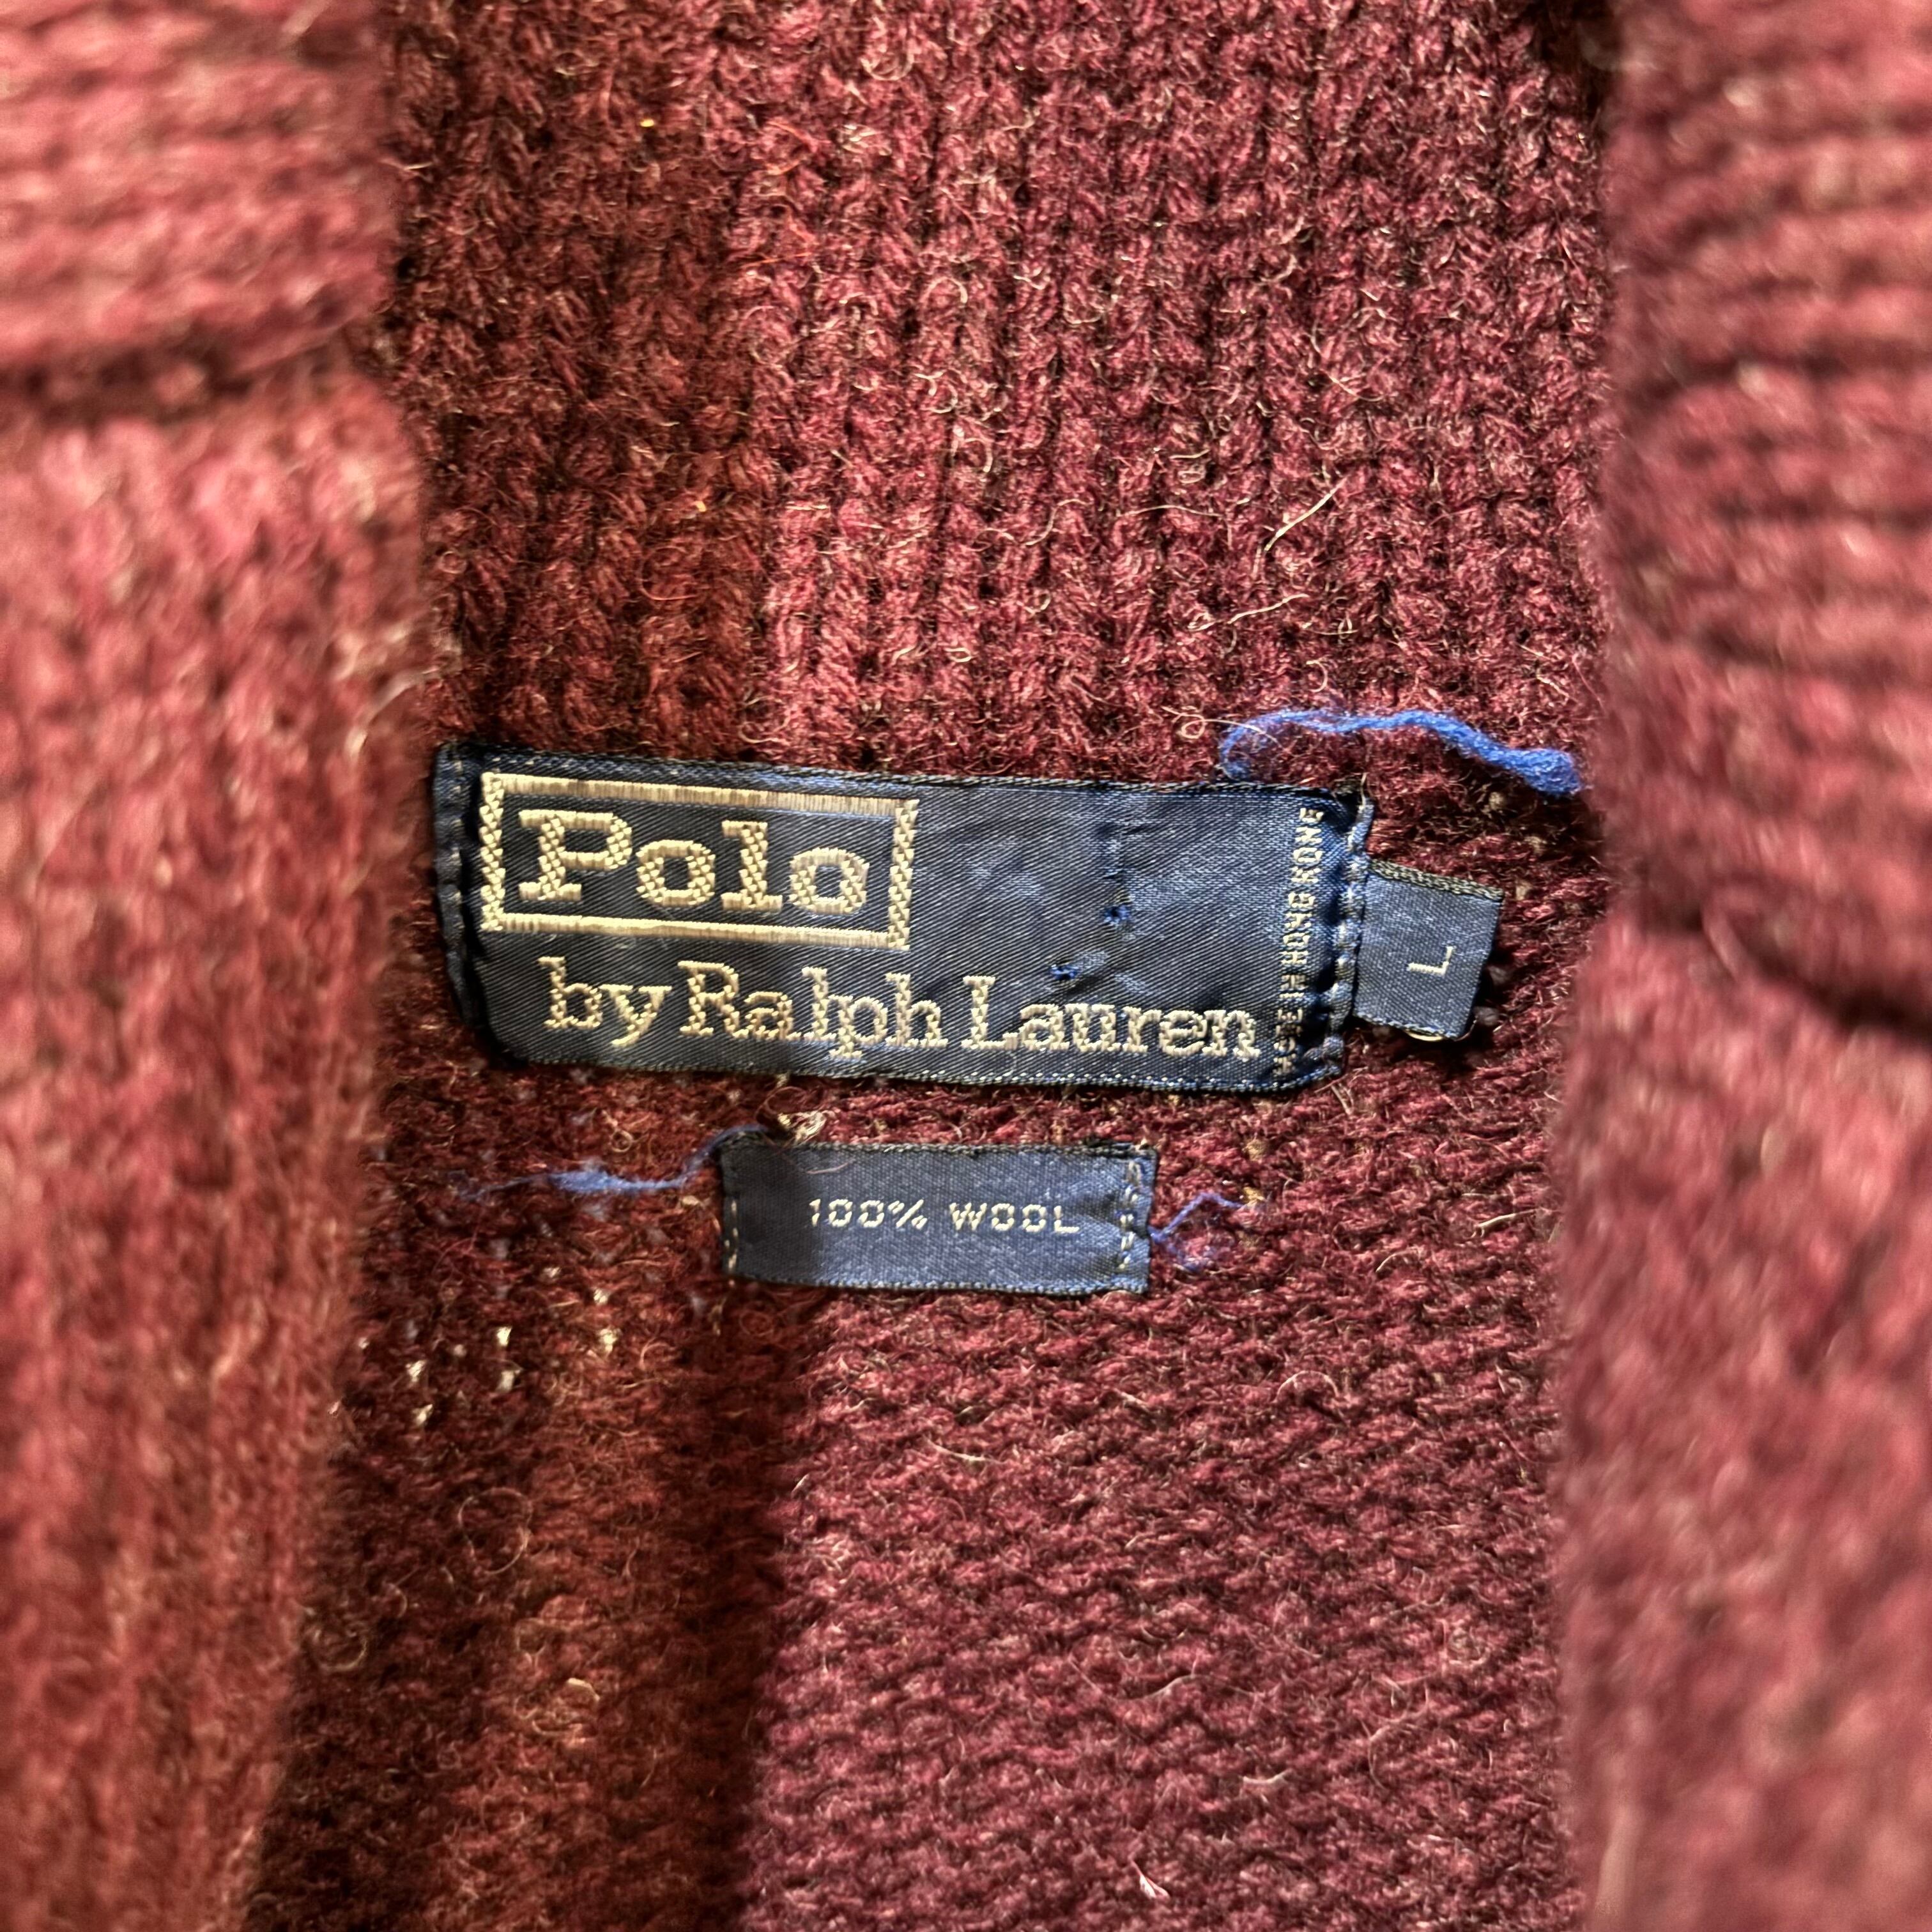 Polo
by Ralph Lauren
MADE IN HONG KONG
L
100% WOOL